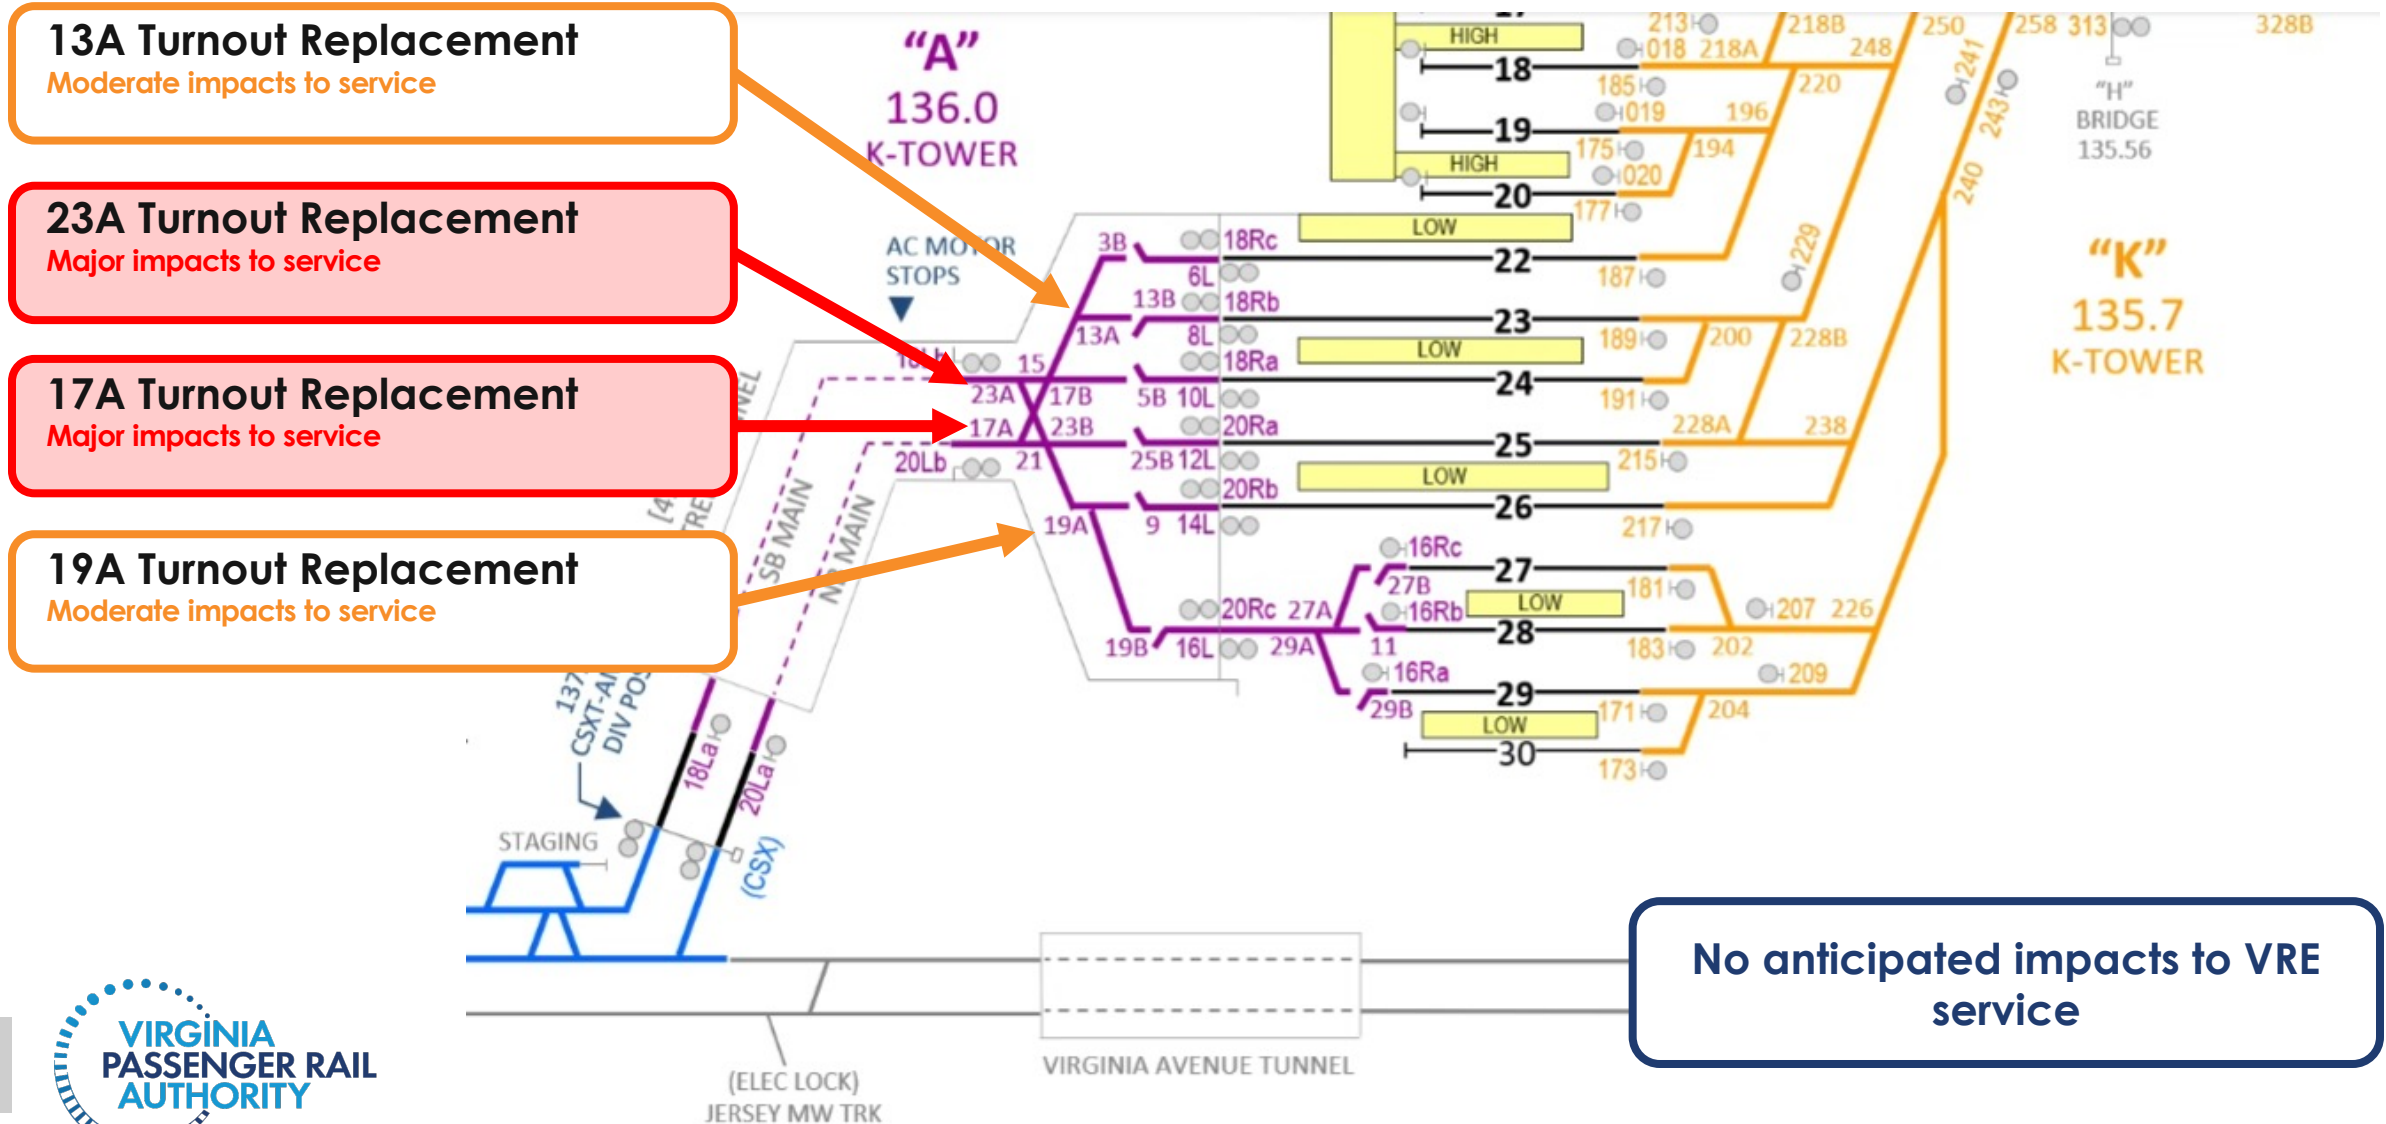 13A Turnout Replacement
Moderate impacts to service
23A Turnout Replacement
Major impacts to service
17A Turnout Replacement
Major impacts to service
19A Turnout Replacement
Moderate impacts to service
“A”
136.0
K-TOWER
AC MOTOR
STOPS
HIGH
18
19
HIGH
20
LOW
22
23
LOW
24
25
LOW
26
27
LOW
28
29
LOW
30
213
018
218A
218B
248
250
258
313
328B
185
220
241
243
019
196
175
194
020
177
240
229
187
189
200
228B
191
228A
238
215
217
181
207
226
183
202
209
171
204
173
“H”
BRIDGE
135.56
“K”
135.7
K-TOWER
3B
18Rc
6L
13B
18Rb
13A
8L
15
18Ra
23A
17B
5B
10L
17A
23B
20Ra
20Lb
21
25B
12L
20Rb
19A
9
14L
16Rc
27B
20Rc
27A
16Rb
19B
16L
29A
11
16Ra
29B
SB MAIN
MAIN
CSXT-
DIV
18La
20La
(CSX)
STAGING
(ELEC LOCK)
JERSEY MW TRK
VIRGINIA AVENUE TUNNEL
No anticipated impacts to VRE
service
VIRGINIA
PASSENGER RAIL
AUTHORITY